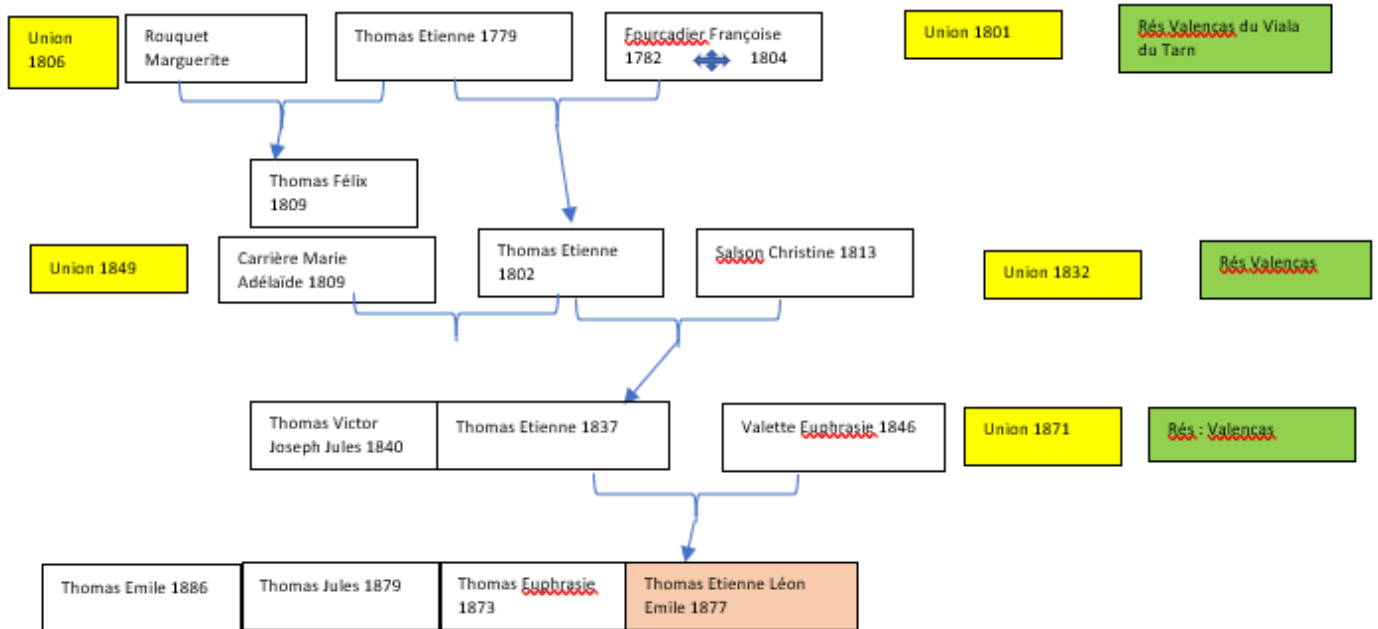 Union
1806
Rouquet
Marguerite
Thomas Etienne 1779
Fourcadier Françoise
1782 1804
Union 1801
Rés Valencas du Viala
du Tarn
Thomas Félix
1809
Union 1849
Carrière Marie
Adélaïde 1809
Thomas Etienne
1802
Salson Christine 1813
Union 1832
Rés Valencas
Thomas Victor
Joseph Jules 1840
Thomas Etienne 1837
Valette Euphrasie 1846
Union 1871
Rés : Valencas
Thomas Emile 1886
Thomas Jules 1879
Thomas Euphrasie
1873
Thomas Etienne Léon
Emile 1877